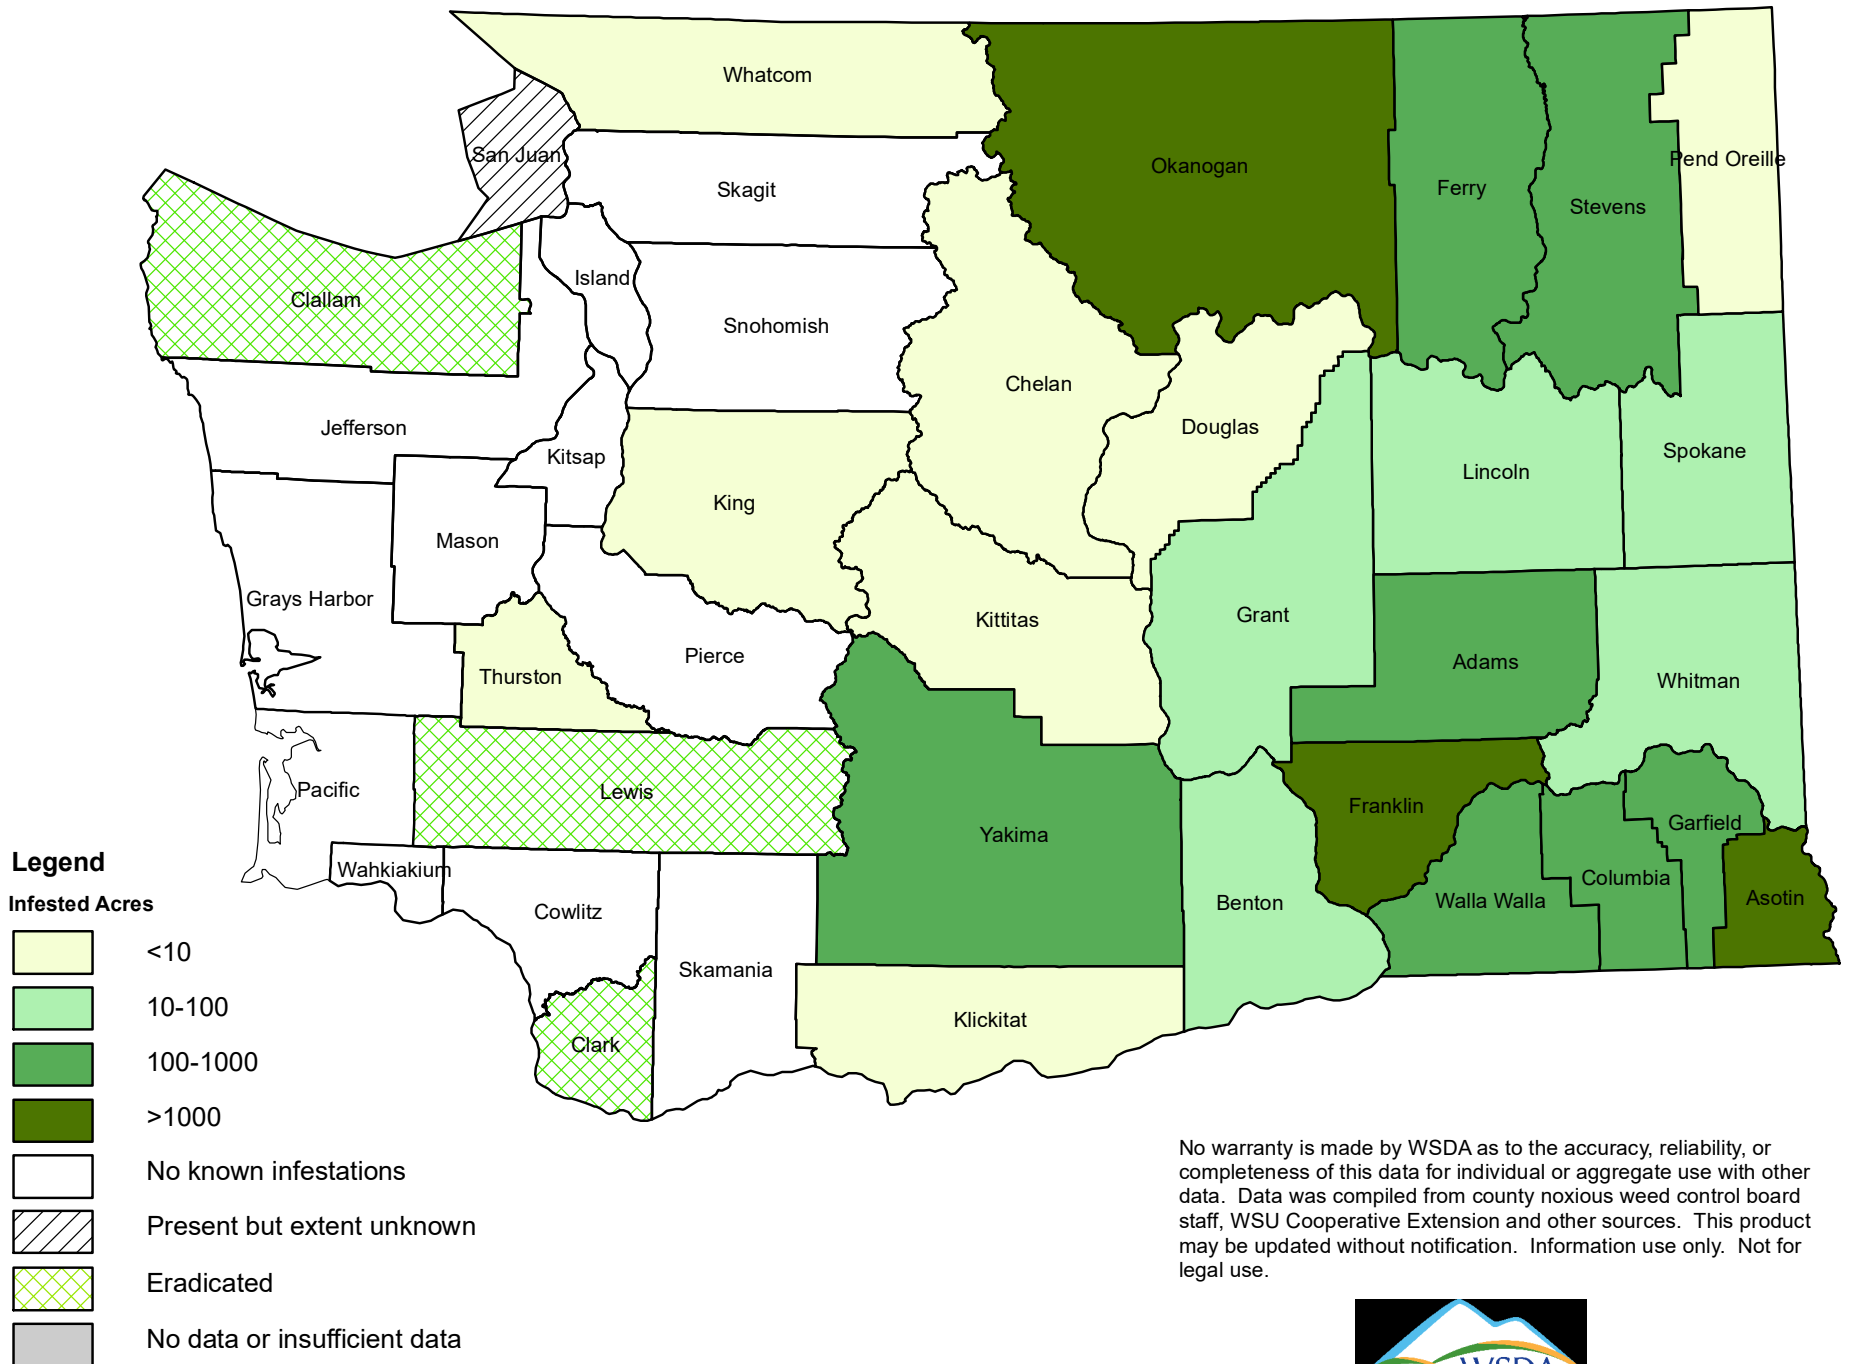 Whatcom
San Juan
Okanogan
Pend Oreille
Skagit
Ferry
Stevens
Island
Clallam
Snohomish
Chelan
Jefferson
Douglas
Kitsap
Spokane
Lincoln
King
Mason
Grays Harbor
Grant
Kittitas
Pierce
Adams
Thurston
Whitman
Pacific
Lewis
Franklin
Garfield
Yakima
Wahkiakium
Columbia
Cowlitz
Benton
Walla Walla
Asotin
Skamania
Klickitat
Clark
Legend
Infested Acres
<10
10-100
100-1000
>1000
No known infestations
Present but extent unknown
Eradicated
No data or insufficient data
No warranty is made by WSDA as to the accuracy, reliability, or
completeness of this data for individual or aggregate use with other
data.  Data was compiled from county noxious weed control board
staff, WSU Cooperative Extension and other sources.  This product
may be updated without notification.  Information use only.  Not for
legal use.
WSDA